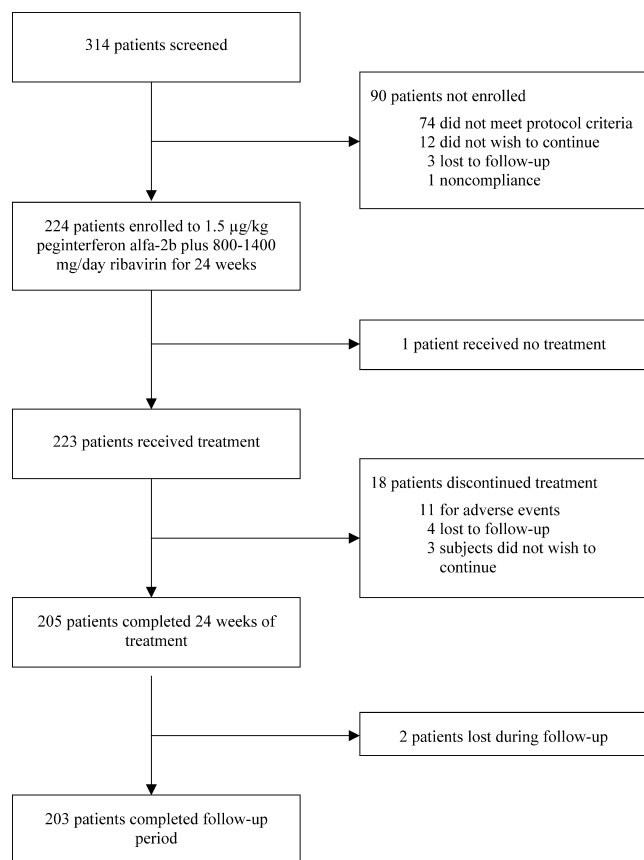 314 patients screened
90 patients not enrolled
74 did not meet protocol criteria
12 did not wish to continue
3 lost to follow-up
1 noncompliance
224 patients enrolled to 1.5 µg/kg
peginterferon alfa-2b plus 800-1400
mg/day ribavirin for 24 weeks
1 patient received no treatment
223 patients received treatment
18 patients discontinued treatment
11 for adverse events
4 lost to follow-up
3 subjects did not wish to
continue
205 patients completed 24 weeks of
treatment
2 patients lost during follow-up
203 patients completed follow-up
period